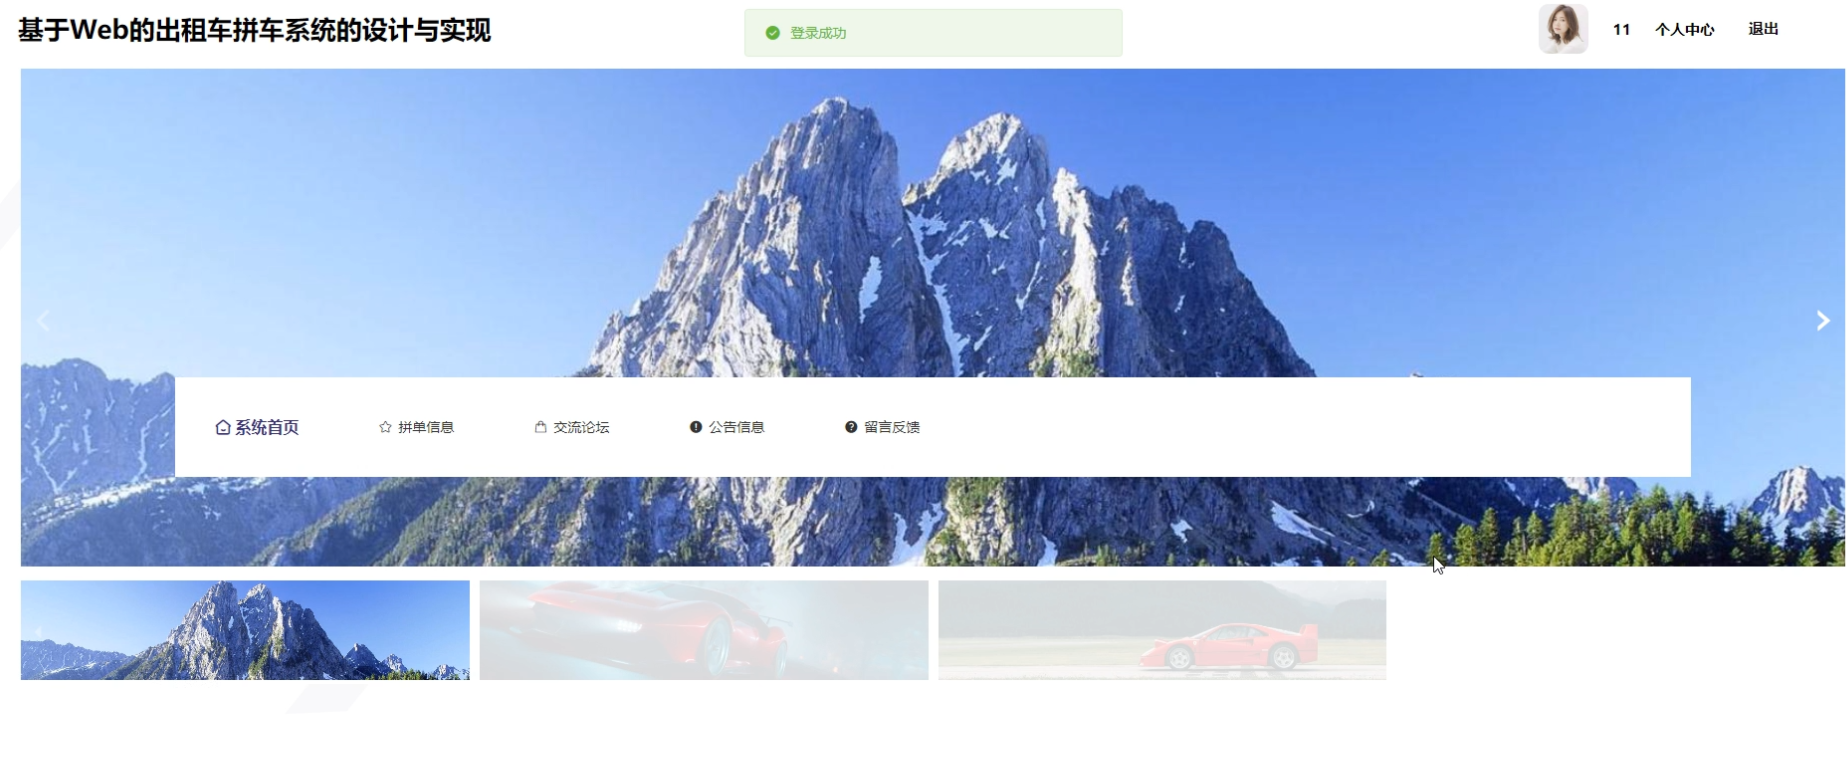 基于Web的出租车拼车系统的设计与实现
登录成功
11 个人中心 退出
系统首页 拼单信息 交流论坛 公告信息 留言反馈